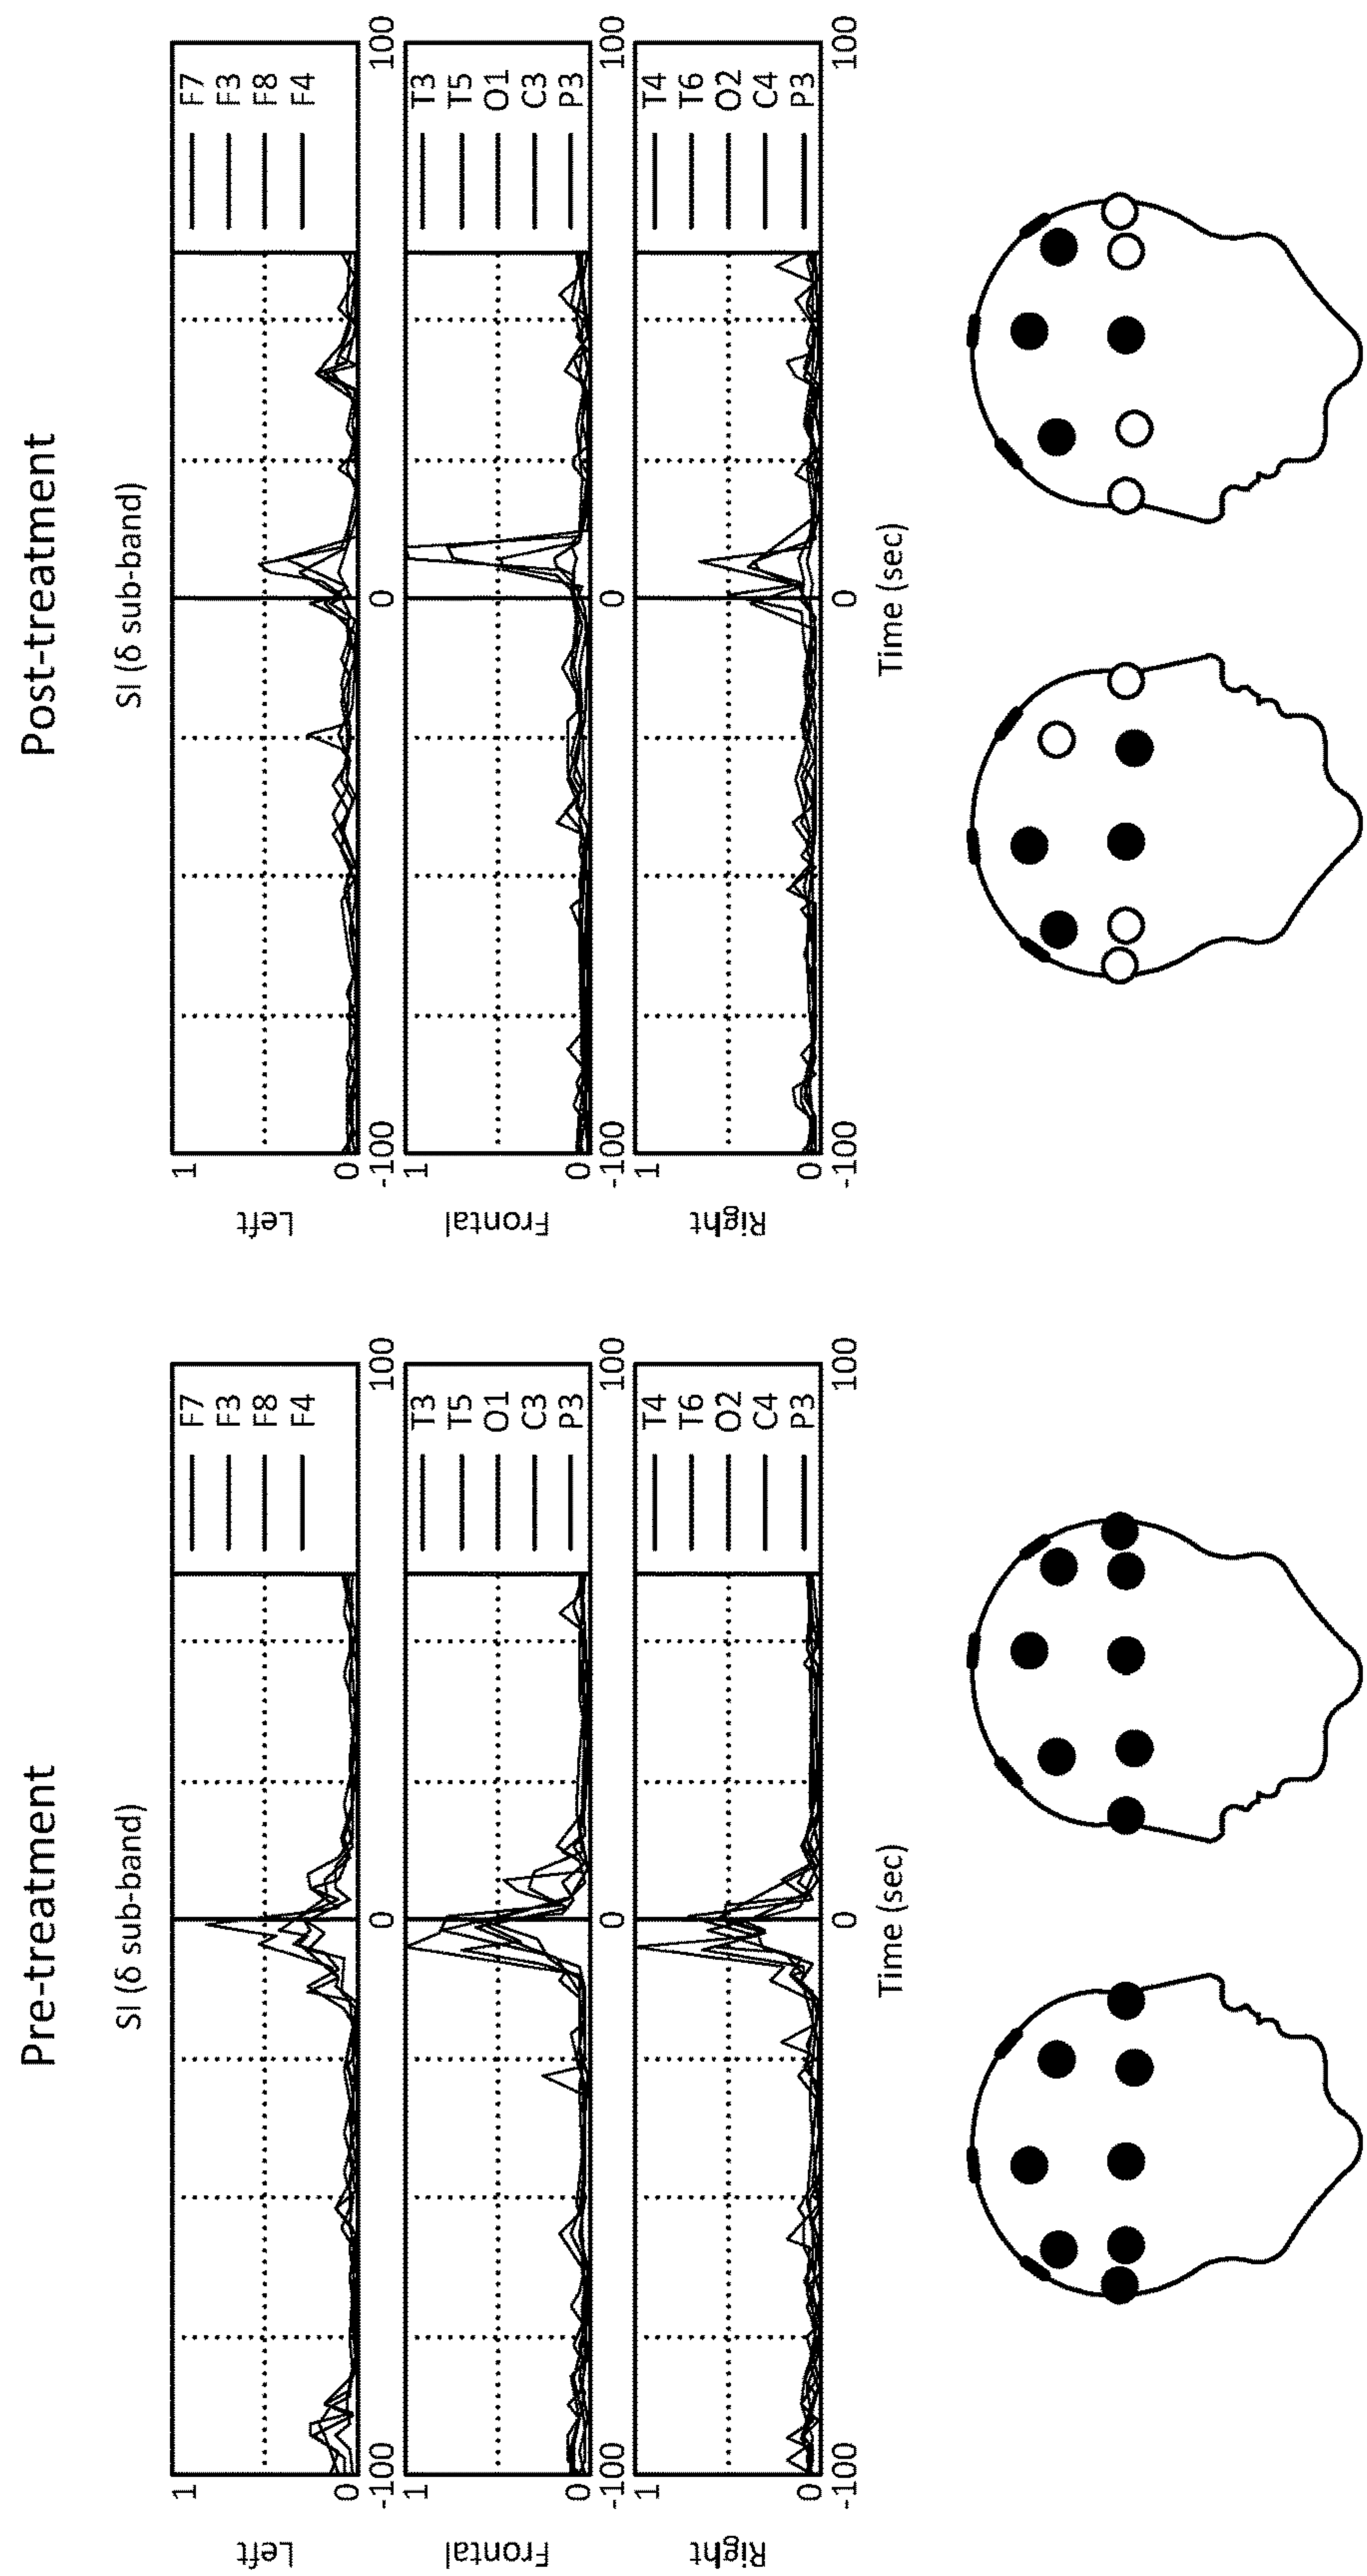 Pre-treatment
SI (δ sub-band)
Left
1
0
-100
0
100
F7
F3
F8
F4
Frontal
1
0
-100
0
100
T3
T5
O1
C3
P3
Right
1
0
-100
0
100
T4
T6
O2
C4
P3
Time (sec)
Post-treatment
SI (δ sub-band)
Left
1
0
-100
0
100
F7
F3
F8
F4
Frontal
1
0
-100
0
100
T3
T5
O1
C3
P3
Right
1
0
-100
0
100
T4
T6
O2
C4
P3
Time (sec)